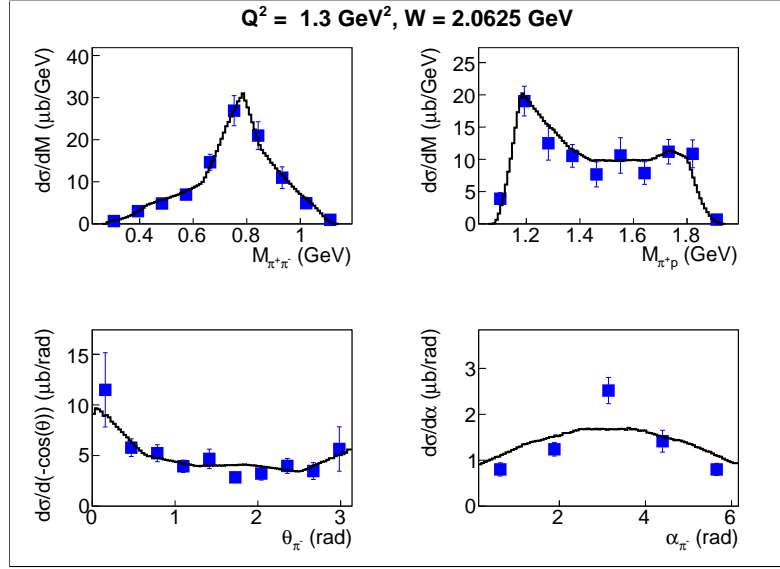 Q² = 1.3 GeV², W = 2.0625 GeV
dσ/dM (μb/GeV)
40
30
20
10
0
0.4 0.6 0.8 1
M π⁺π⁻ (GeV)
dσ/dM (μb/GeV)
25
20
15
10
5
0
1.2 1.4 1.6 1.8
M π⁺p (GeV)
dσ/d(-cos(θ)) (μb/rad)
15
10
5
0
0 1 2 3
θ π⁻ (rad)
dσ/dα (μb/rad)
3
2
1
0
2 4 6
α π⁻ (rad)